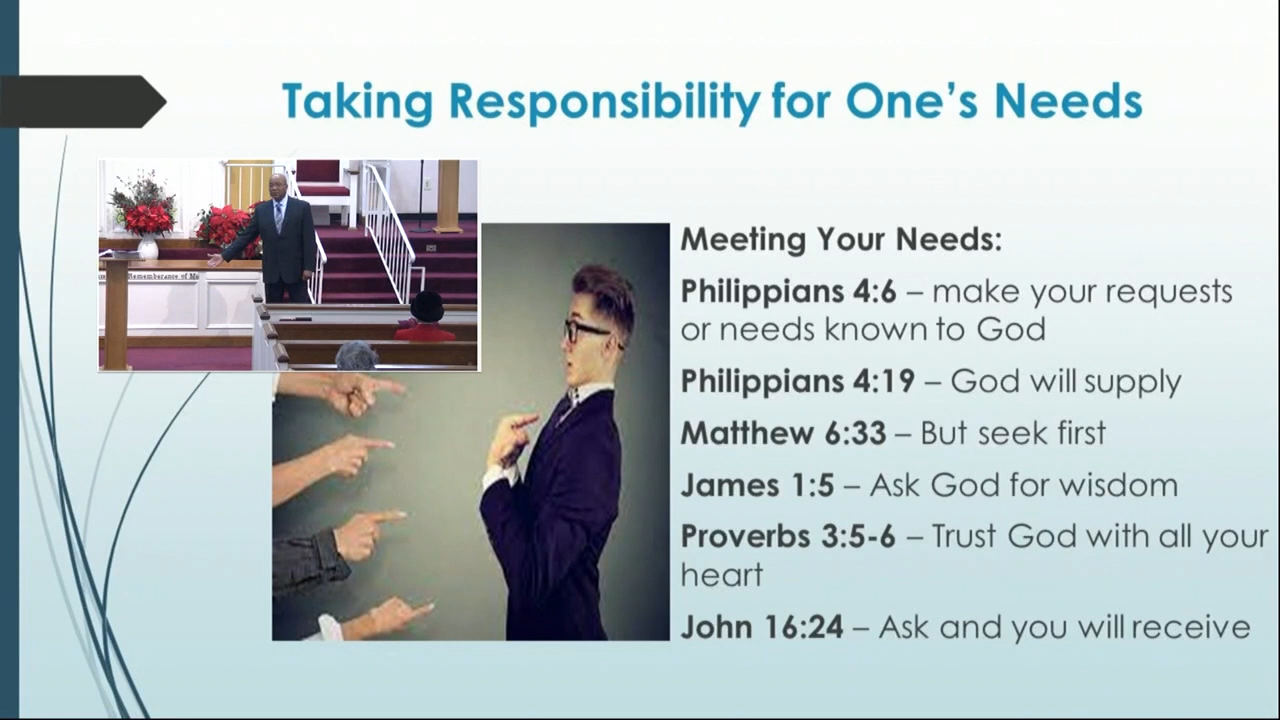 Taking Responsibility for One's Needs
Remembrance of
Meeting Your Needs:
Philippians 4:6 – make your requests
or needs known to God
Philippians 4:19 – God will supply
Matthew 6:33 – But seek first
James 1:5 – Ask God for wisdom
Proverbs 3:5-6 – Trust God with all your
heart
John 16:24 – Ask and you will receive